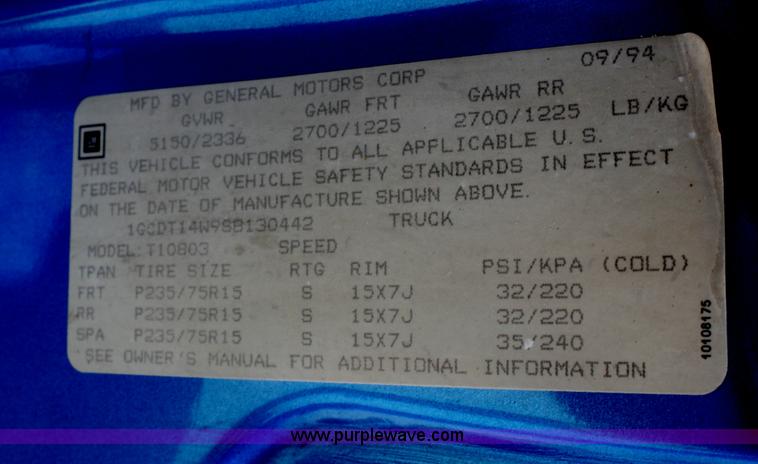 MFD BY GENERAL MOTORS CORP 09/94
GVWR GAWR FRT GAWR RR
5150/2336 2700/1225 2700/1225 LB/KG
THIS VEHICLE CONFORMS TO ALL APPLICABLE U.S.
FEDERAL MOTOR VEHICLE SAFETY STANDARDS IN EFFECT
ON THE DATE OF MANUFACTURE SHOWN ABOVE.
1GCDT14W9SB130442 TRUCK
MODEL: T10803 SPEED
TPAN TIRE SIZE RTG RIM PSI/KPA (COLD)
FRT P235/75R15 S 15X7J 32/220
RR P235/75R15 S 15X7J 32/220
SPA P235/75R15 S 15X7J 35/240
SEE OWNER'S MANUAL FOR ADDITIONAL INFORMATION
10108175
www.purplewave.com